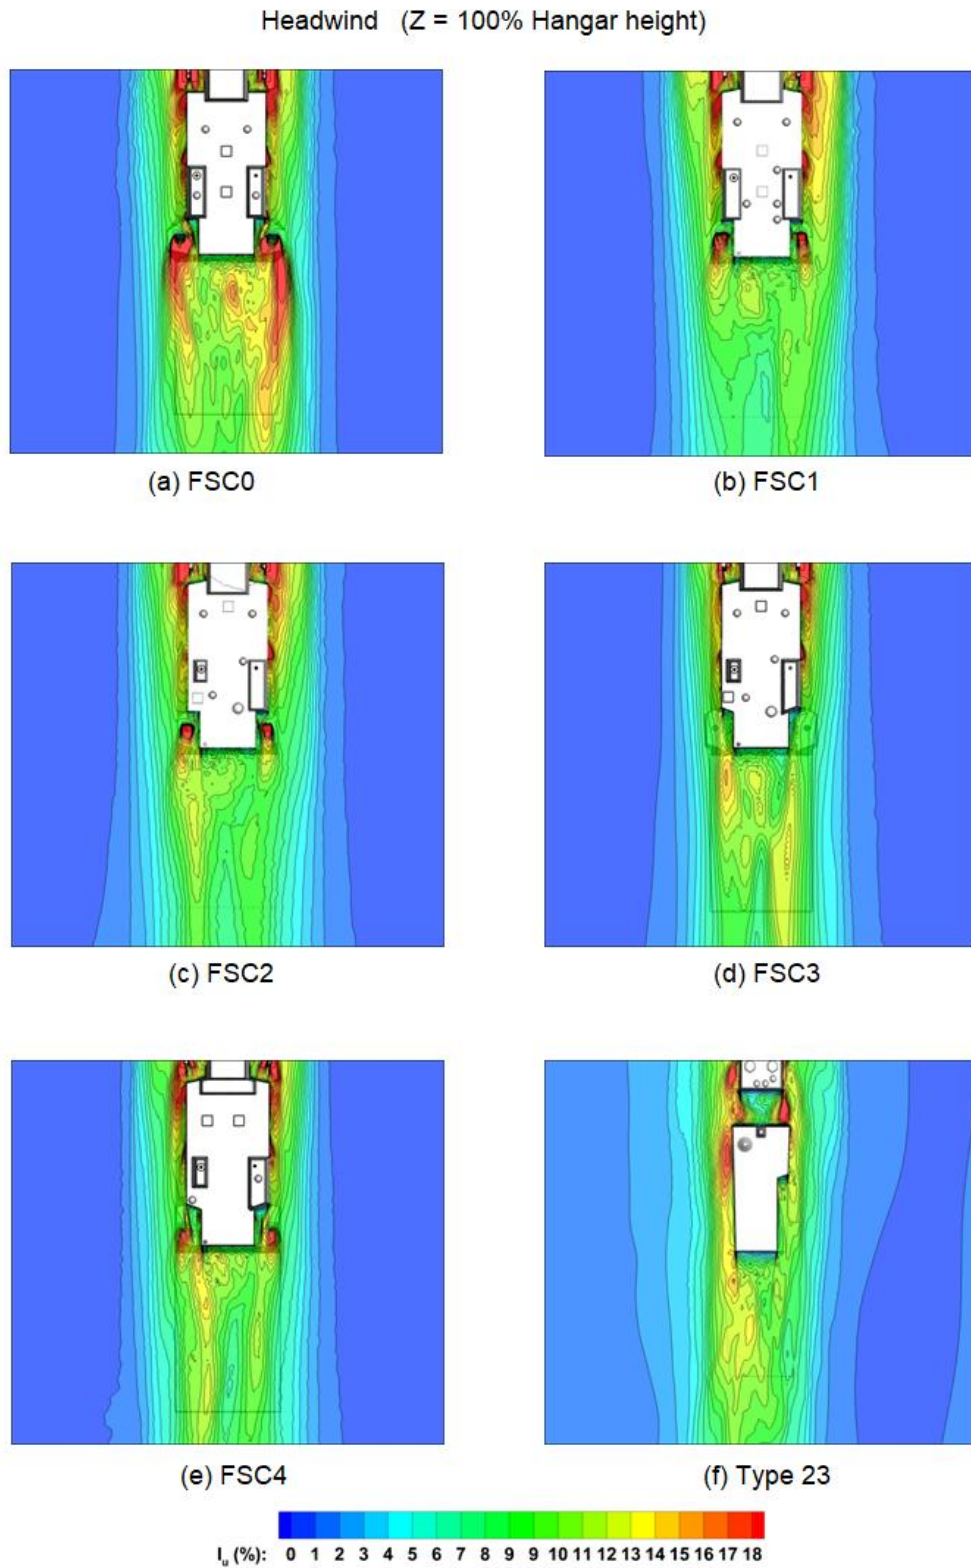 Headwind (Z = 100% Hangar height)
(a) FSC0
(b) FSC1
(c) FSC2
(d) FSC3
(e) FSC4
(f) Type 23
Iu (%): 0 1 2 3 4 5 6 7 8 9 9 10 11 12 13 14 15 16 17 18